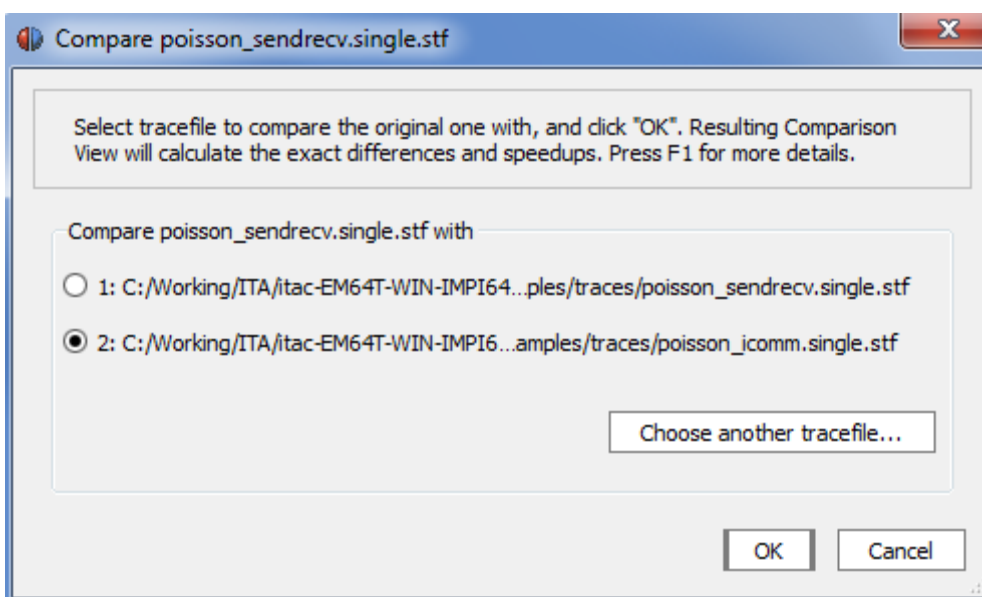 Compare poisson_sendrecv.single.stf
Select tracefile to compare the original one with, and click "OK". Resulting Comparison
View will calculate the exact differences and speedups. Press F1 for more details.
Compare poisson_sendrecv.single.stf with
1: C:/Working/ITA/itac-EM64T-WIN-IMPI64...ples/traces/poisson_sendrecv.single.stf
2: C:/Working/ITA/itac-EM64T-WIN-IMPI6...amples/traces/poisson_icomm.single.stf
Choose another tracefile...
OK Cancel